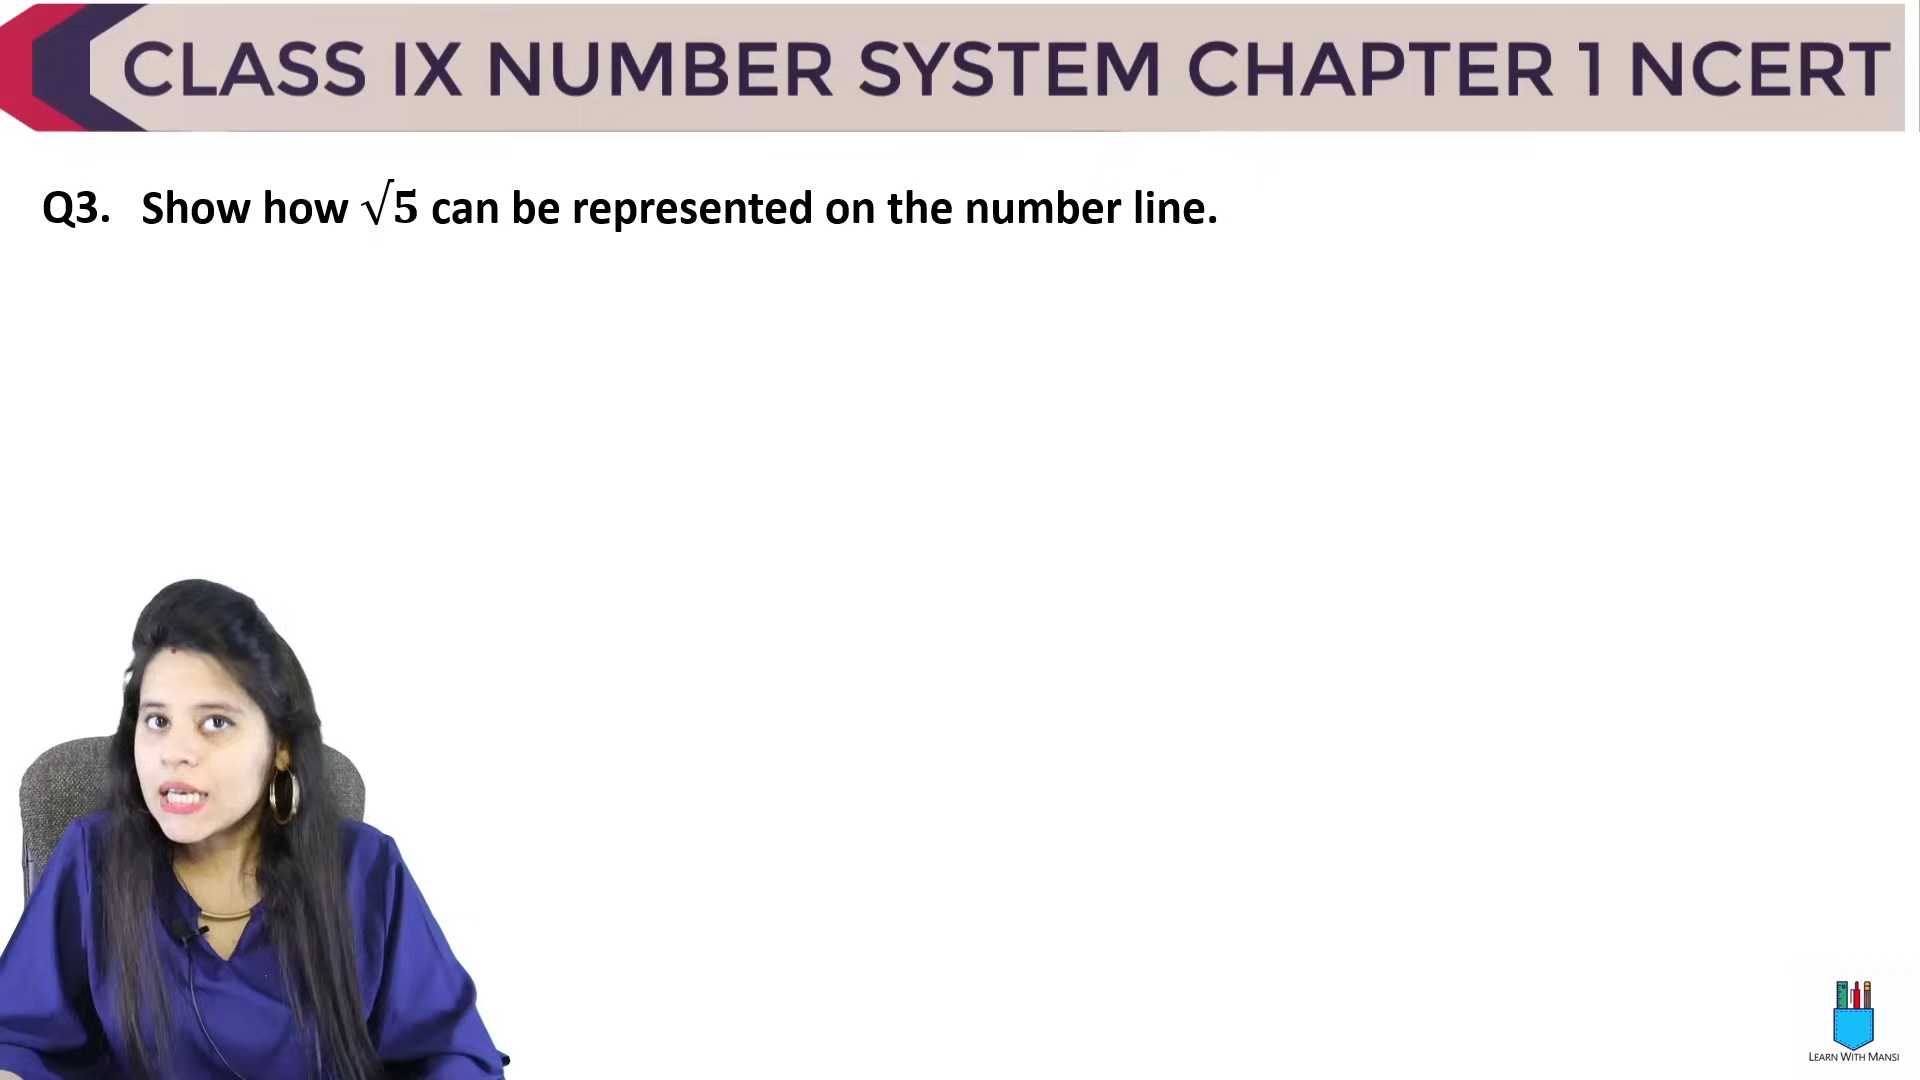 CLASS IX NUMBER SYSTEM CHAPTER 1 NCERT
Q3. Show how √5 can be represented on the number line.
LEARN WITH MANSI